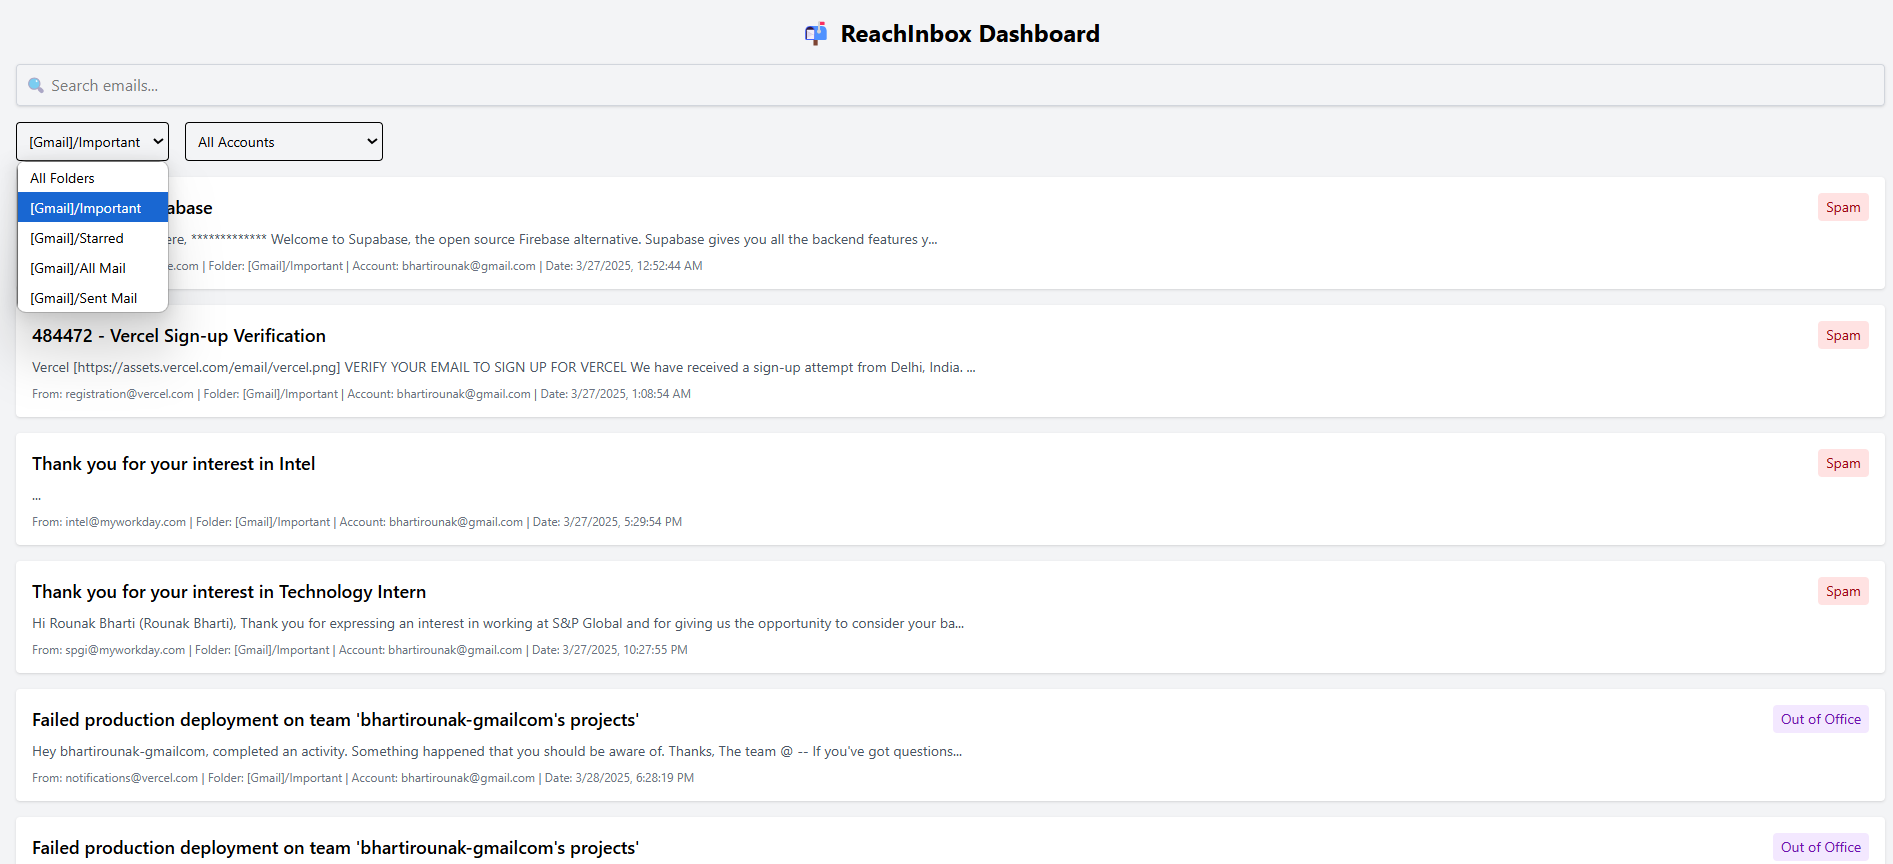 ReachInbox Dashboard
Search emails...
[Gmail]/Important
All Accounts
All Folders
[Gmail]/Important
[Gmail]/Starred
[Gmail]/All Mail
[Gmail]/Sent Mail
abase
Spam
ere, ************* Welcome to Supabase, the open source Firebase alternative. Supabase gives you all the backend features y...
e.com | Folder: [Gmail]/Important | Account: bhartirounak@gmail.com | Date: 3/27/2025, 12:52:44 AM
484472 - Vercel Sign-up Verification
Spam
Vercel [https://assets.vercel.com/email/vercel.png] VERIFY YOUR EMAIL TO SIGN UP FOR VERCEL We have received a sign-up attempt from Delhi, India. ...
From: registration@vercel.com | Folder: [Gmail]/Important | Account: bhartirounak@gmail.com | Date: 3/27/2025, 1:08:54 AM
Thank you for your interest in Intel
Spam
...
From: intel@myworkday.com | Folder: [Gmail]/Important | Account: bhartirounak@gmail.com | Date: 3/27/2025, 5:29:54 PM
Thank you for your interest in Technology Intern
Spam
Hi Rounak Bharti (Rounak Bharti), Thank you for expressing an interest in working at S&P Global and for giving us the opportunity to consider your ba...
From: spgi@myworkday.com | Folder: [Gmail]/Important | Account: bhartirounak@gmail.com | Date: 3/27/2025, 10:27:55 PM
Failed production deployment on team 'bhartirounak-gmailcom's projects'
Out of Office
Hey bhartirounak-gmailcom, completed an activity. Something happened that you should be aware of. Thanks, The team @ -- If you've got questions...
From: notifications@vercel.com | Folder: [Gmail]/Important | Account: bhartirounak@gmail.com | Date: 3/28/2025, 6:28:19 PM
Failed production deployment on team 'bhartirounak-gmailcom's projects'
Out of Office